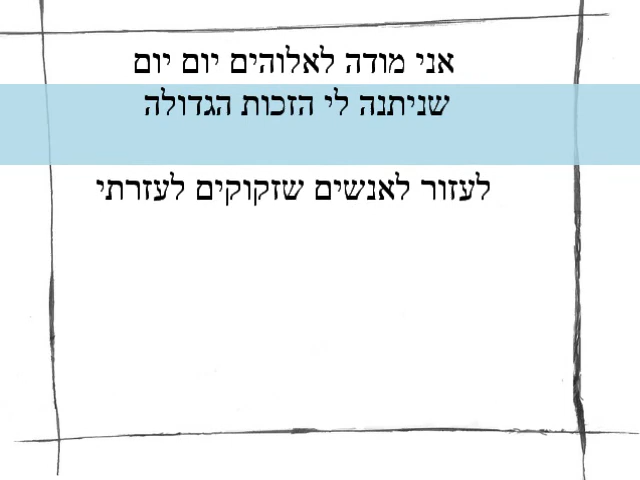 אני מודה לאלוהים יום יום
שניתנה לי הזכות הגדולה
לעזור לאנשים שזקוקים לעזרתי